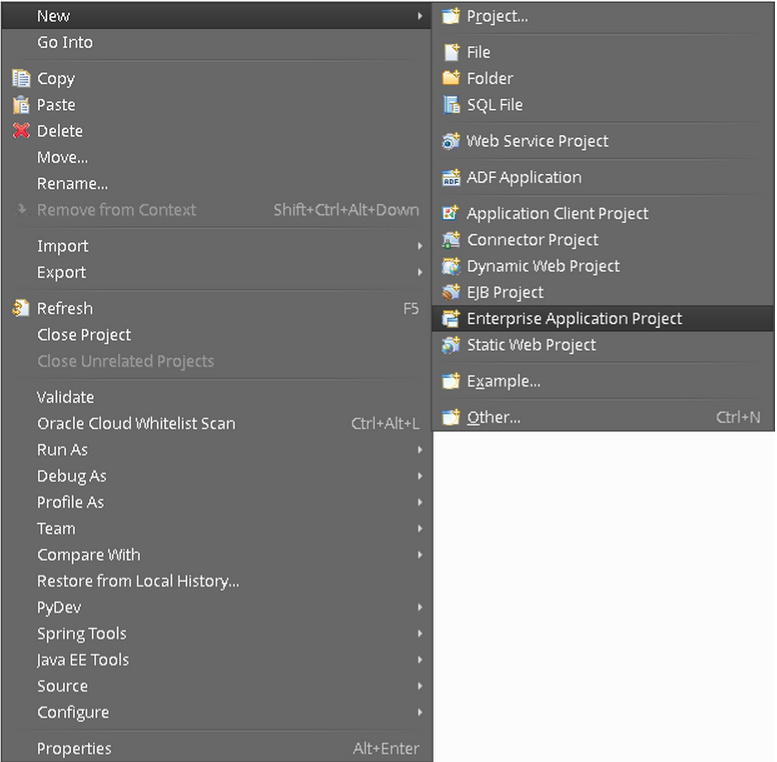 New
Go Into
Copy
Paste
Delete
Move...
Rename...
Remove from Context Shift+Ctrl+Alt+Down
Import
Export
Refresh F5
Close Project
Close Unrelated Projects
Validate
Oracle Cloud Whitelist Scan Ctrl+Alt+L
Run As
Debug As
Profile As
Team
Compare With
Restore from Local History...
PyDev
Spring Tools
Java EE Tools
Source
Configure
Properties Alt+Enter
Project...
File
Folder
SQL File
Web Service Project
ADF Application
Application Client Project
Connector Project
Dynamic Web Project
EJB Project
Enterprise Application Project
Static Web Project
Example...
Other... Ctrl+N